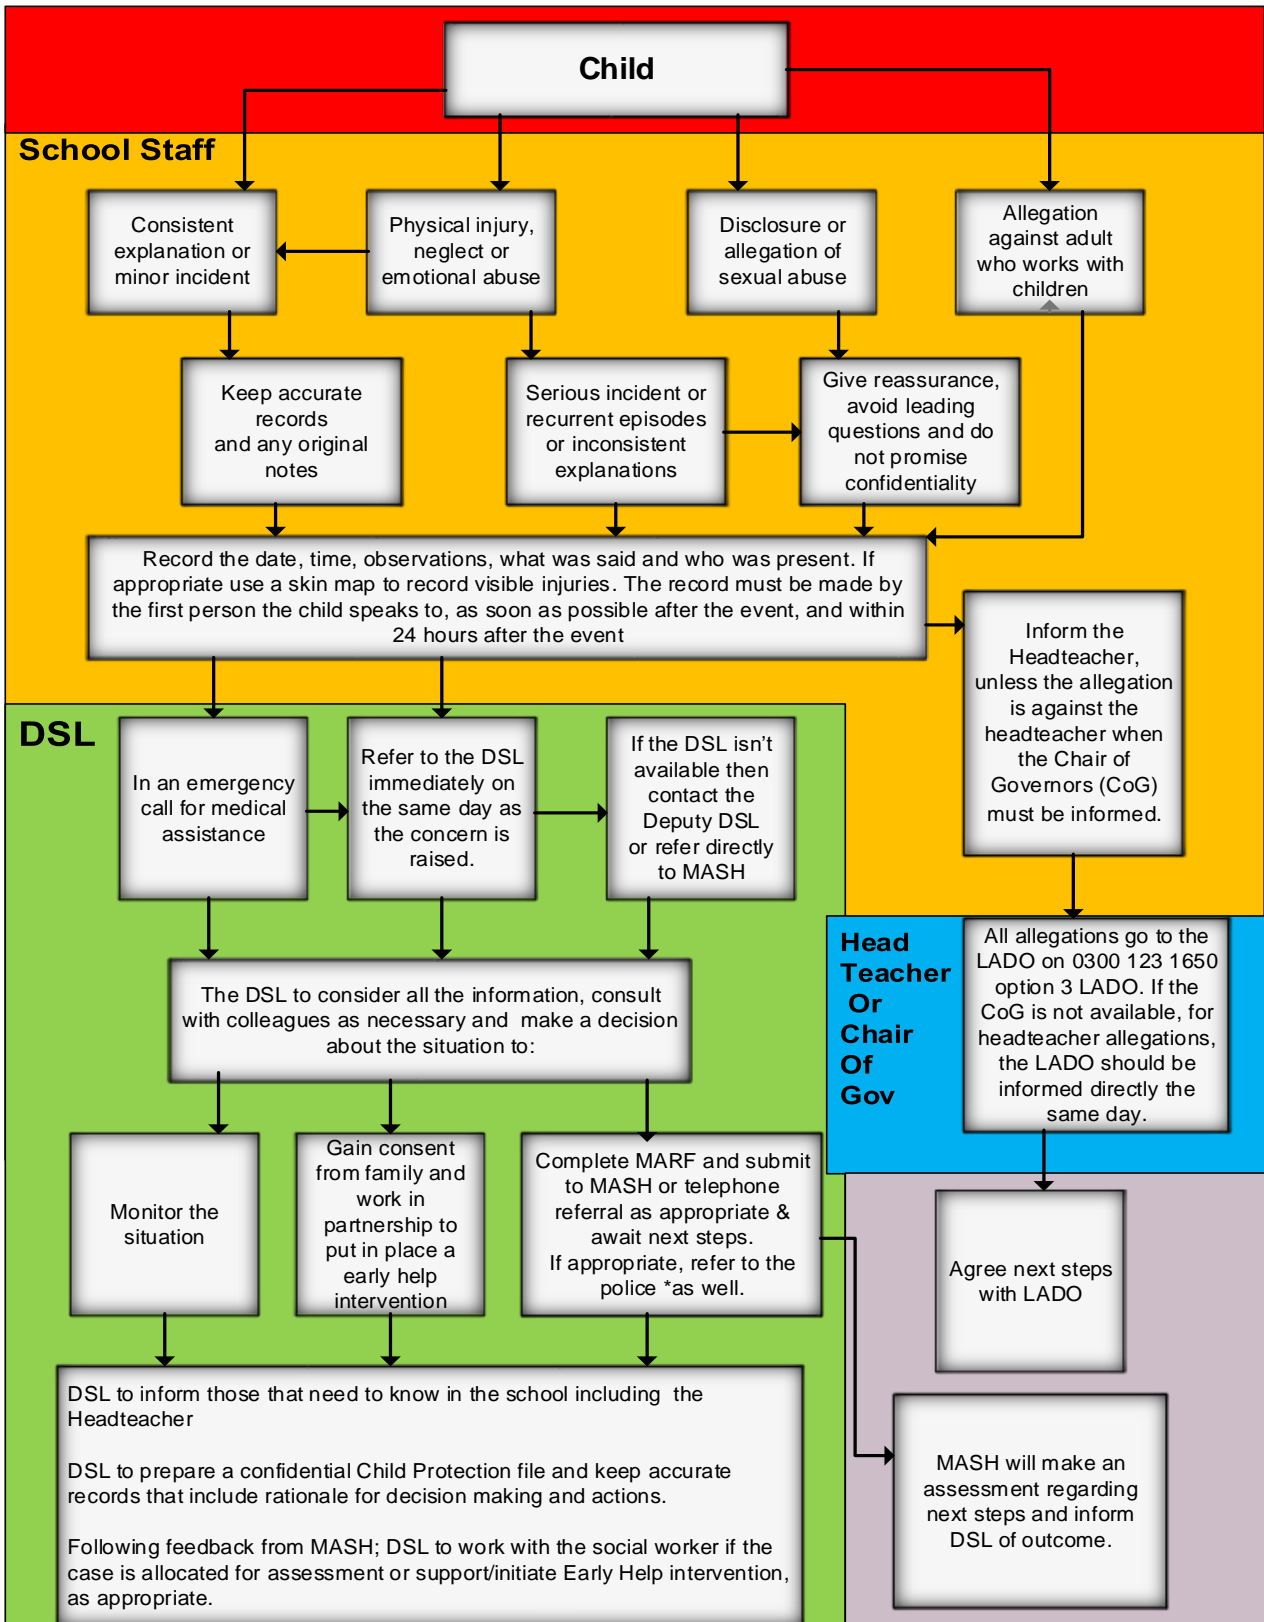 Child
School Staff
Consistent
explanation or
minor incident
Physical injury,
neglect or
emotional abuse
Disclosure or
allegation of
sexual abuse
Allegation
against adult
who works with
children
Keep accurate
records
and any original
notes
Serious incident or
recurrent episodes
or inconsistent
explanations
Give reassurance,
avoid leading
questions and do
not promise
confidentiality
Record the date, time, observations, what was said and who was present. If
appropriate use a skin map to record visible injuries. The record must be made by
the first person the child speaks to, as soon as possible after the event, and within
24 hours after the event
Inform the
Headteacher,
unless the allegation
is against the
headteacher when
the Chair of
Governors (CoG)
must be informed.
DSL
In an emergency
call for medical
assistance
Refer to the DSL
immediately on
the same day as
the concern is
raised.
If the DSL isn’t
available then
contact the
Deputy DSL
or refer directly
to MASH
Head
Teacher
Or
Chair
Of
Gov
All allegations go to the
LADO on 0300 123 1650
option 3 LADO. If the
CoG is not available, for
headteacher allegations,
the LADO should be
informed directly the
same day.
The DSL to consider all the information, consult
with colleagues as necessary and make a decision
about the situation to:
Monitor the
situation
Gain consent
from family and
work in
partnership to
put in place a
early help
intervention
Complete MARF and submit
to MASH or telephone
referral as appropriate &
await next steps.
If appropriate, refer to the
police *as well.
Agree next steps
with LADO
DSL to inform those that need to know in the school including the
Headteacher
DSL to prepare a confidential Child Protection file and keep accurate
records that include rationale for decision making and actions.
Following feedback from MASH; DSL to work with the social worker if the
case is allocated for assessment or support/initiate Early Help intervention,
as appropriate.
MASH will make an
assessment regarding
next steps and inform
DSL of outcome.